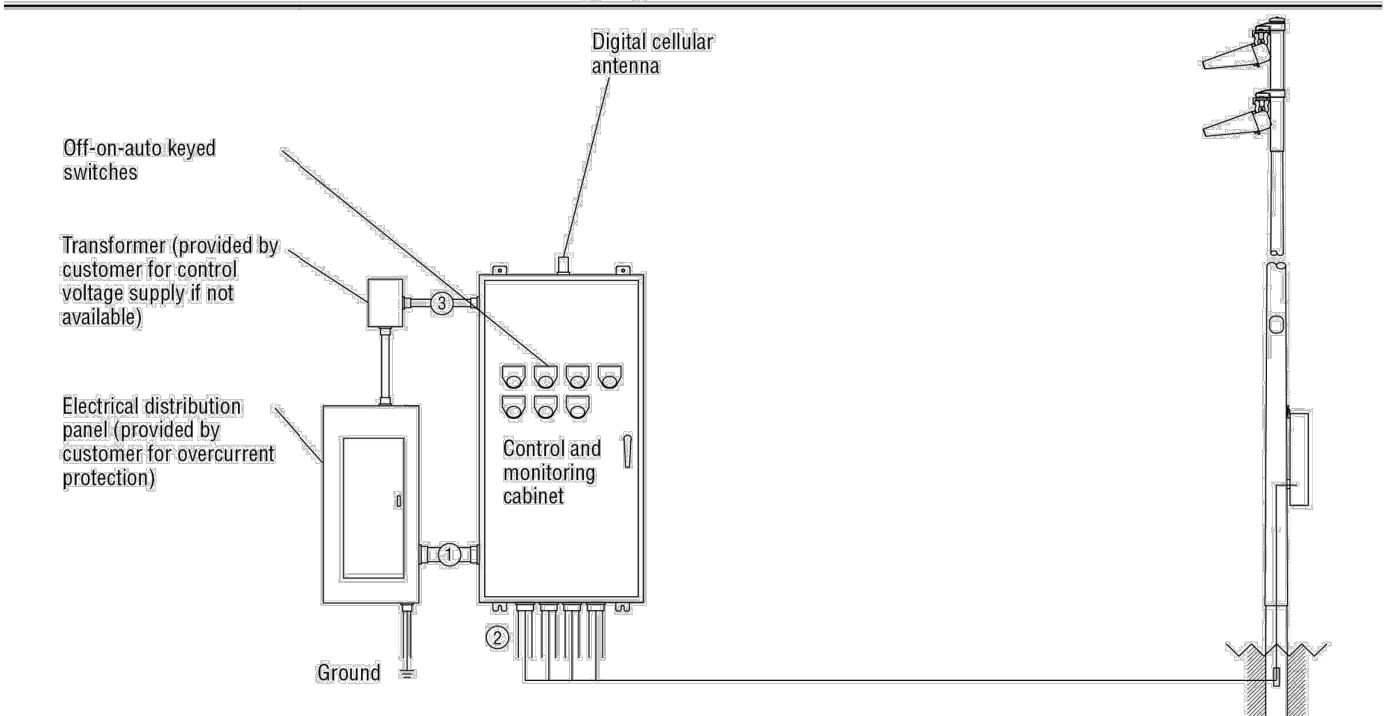 Digital cellular
antenna
Off-on-auto keyed
switches
Transformer (provided by
customer for control
voltage supply if not
available)
3
Electrical distribution
panel (provided by
customer for overcurrent
protection)
Control and
monitoring
cabinet
1
2
Ground